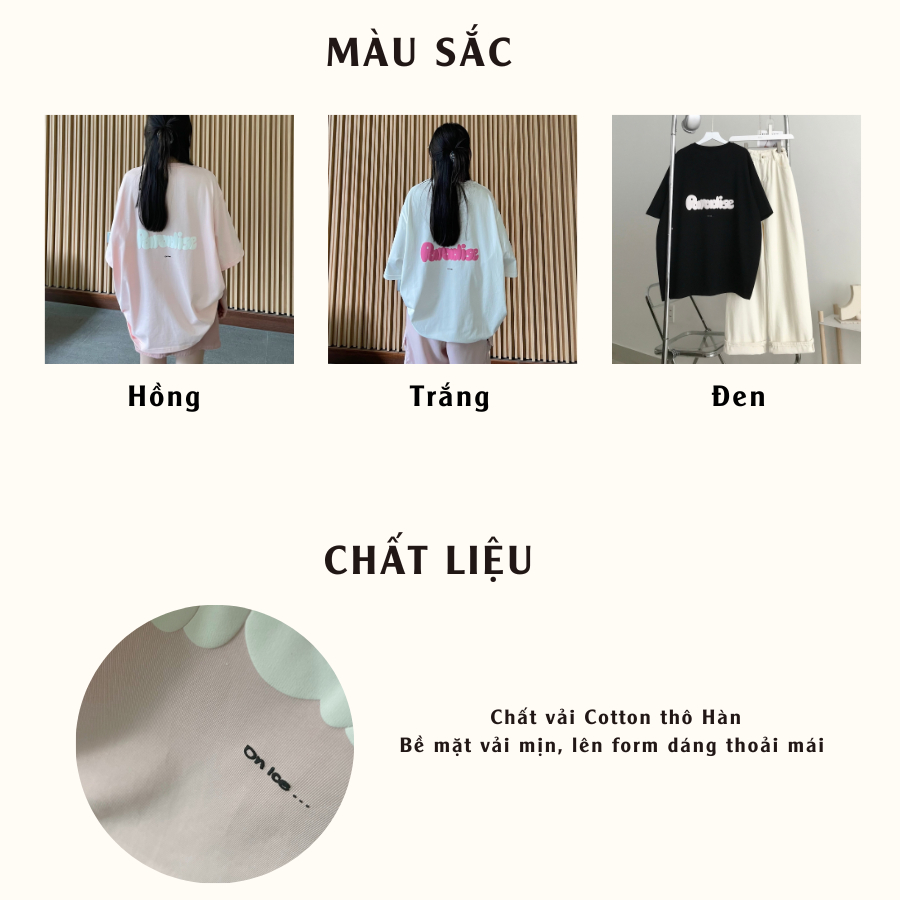 MÀU SẮC
Paradise
Paradise
Paradise
Hồng
Trắng
Đen
CHẤT LIỆU
On ice...
Chất vải Cotton thô Hàn
Bề mặt vải mịn, lên form dáng thoải mái